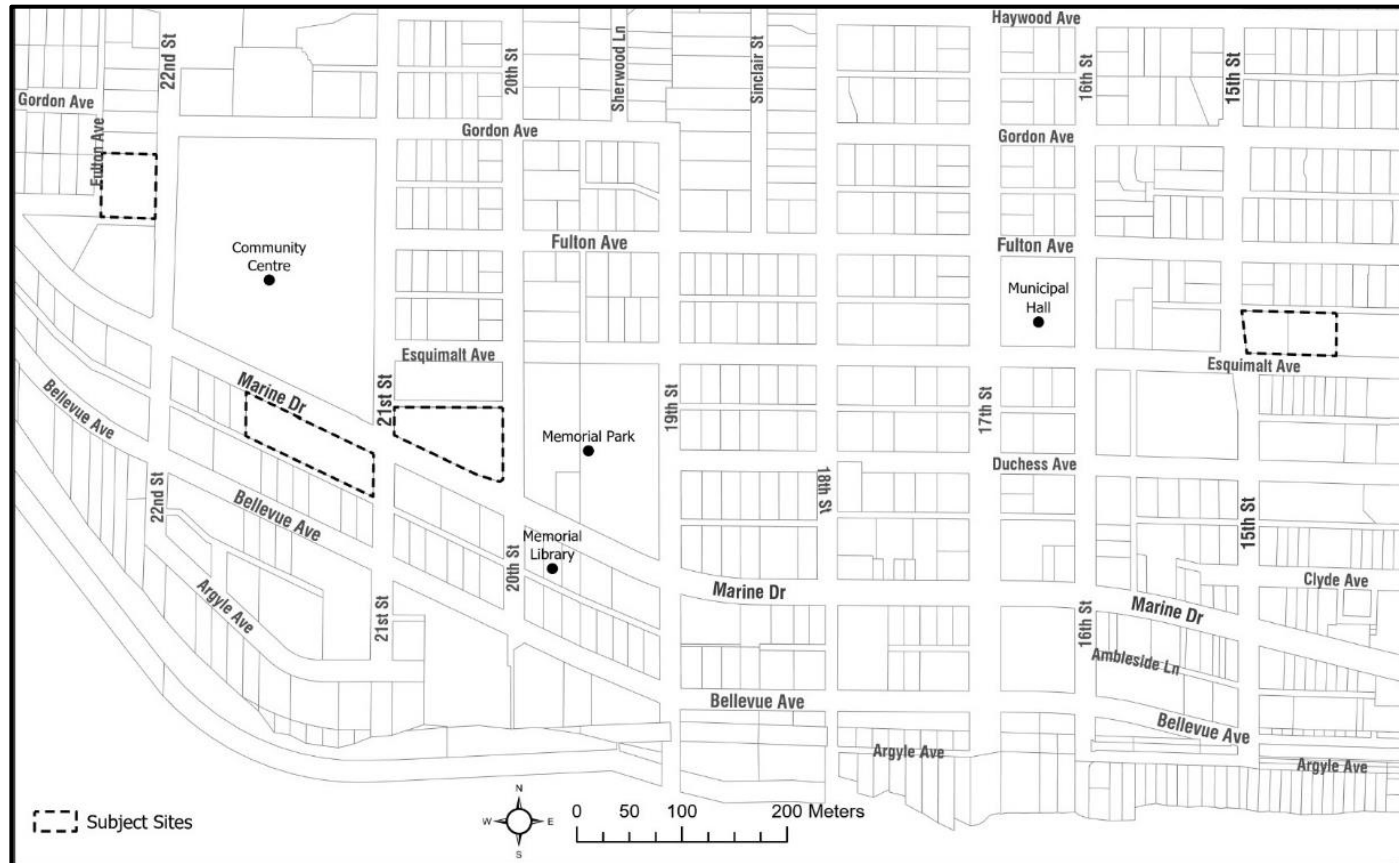 Haywood Ave
22nd St
20th St
Sherwood Ln
Sinclair St
16th St
15th St
Gordon Ave
Gordon Ave
Gordon Ave
Fulton Ave
Fulton Ave
Fulton Ave
Community
Centre
Municipal
Hall
Esquimalt Ave
Esquimalt Ave
Marine Dr
21st St
Bellevue Ave
19th St
17th St
Memorial Park
Duchess Ave
18th St
22nd St
Bellevue Ave
15th St
Memorial
Library
20th St
Clyde Ave
Marine Dr
Marine Dr
Argyle Ave
21st St
16th St
Ambleside Ln
Bellevue Ave
Bellevue Ave
Argyle Ave
Argyle Ave
Subject Sites
N
W
E
S
0 50 100 200 Meters